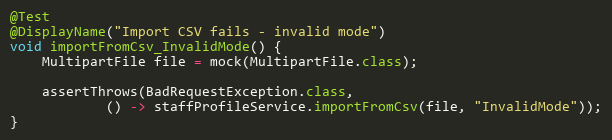 @Test
@DisplayName("Import CSV fails - invalid mode")
void importFromCsv_InvalidMode() {
    MultipartFile file = mock(MultipartFile.class);

    assertThrows(BadRequestException.class,
            () -> staffProfileService.importFromCsv(file, "InvalidMode"));
}